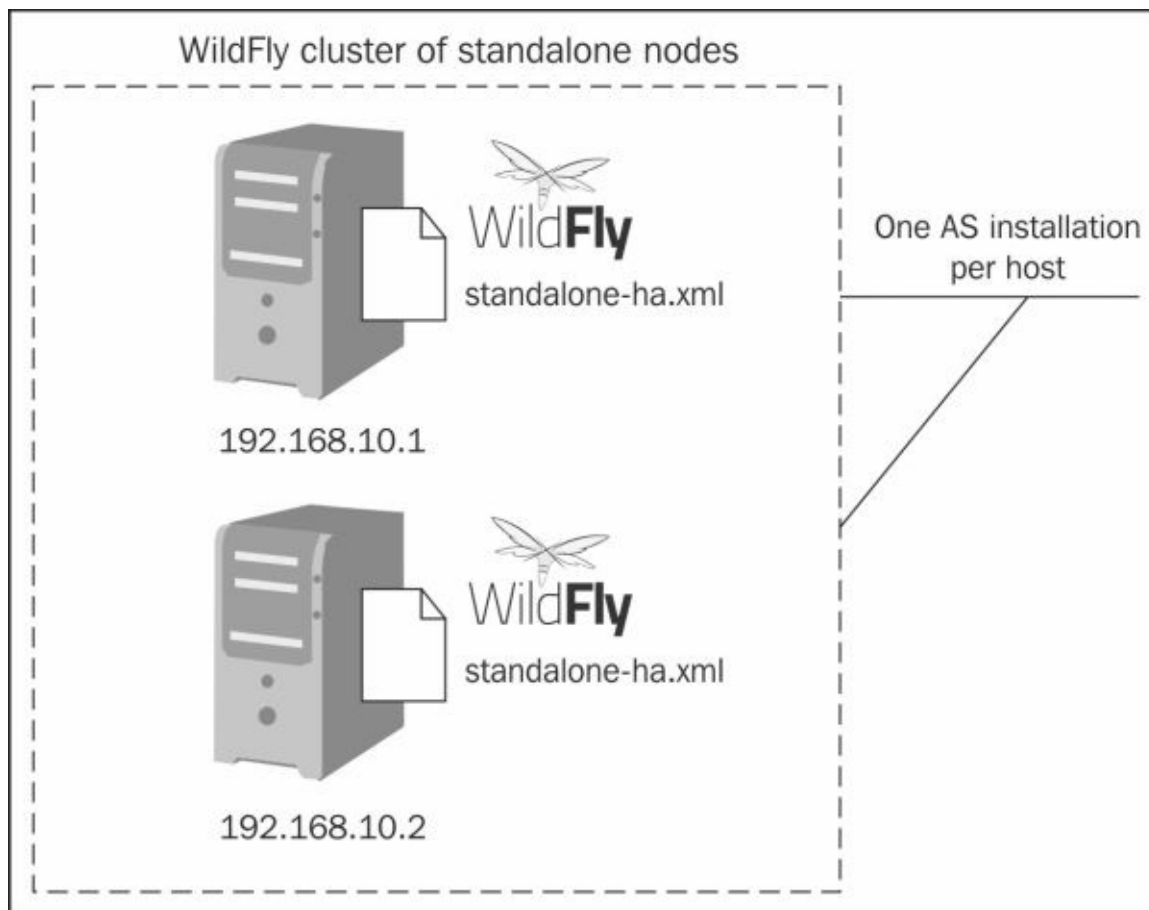 WildFly cluster of standalone nodes
WildFly
standalone-ha.xml
One AS installation
per host
192.168.10.1
WildFly
standalone-ha.xml
192.168.10.2